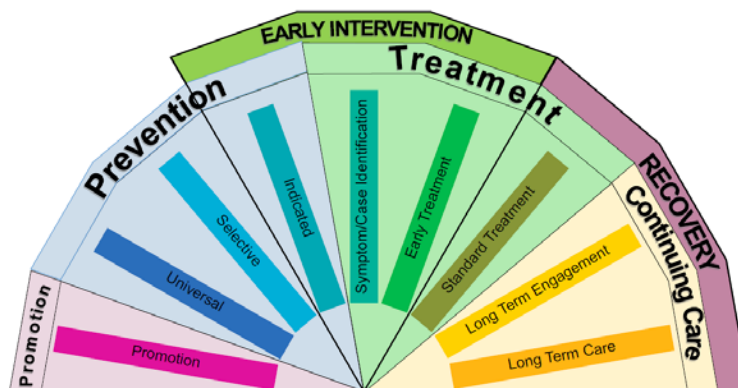 EARLY INTERVENTION
Prevention
Treatment
RECOVERY
Continuing Care
Promotion
Promotion
Universal
Selective
Indicated
Symptom/Case Identification
Early Treatment
Standard Treatment
Long Term Engagement
Long Term Care